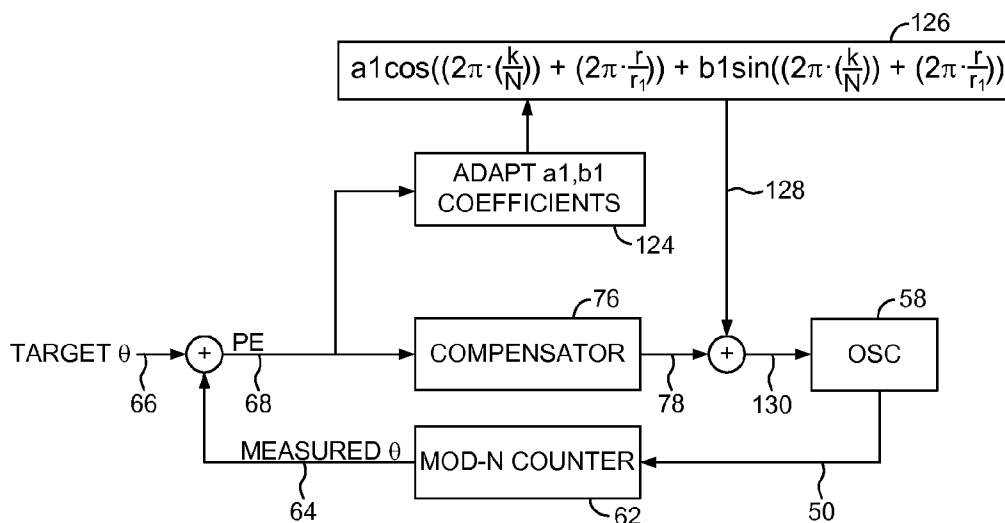 126
a1cos((2π·(k/N)) + (2π·r/r₁)) + b1sin((2π·(k/N)) + (2π·r/r₁))
ADAPT a1,b1
COEFFICIENTS
124
128
76
58
TARGET θ
+
PE
COMPENSATOR
+
OSC
66
68
78
130
MEASURED θ
MOD-N COUNTER
64
62
50